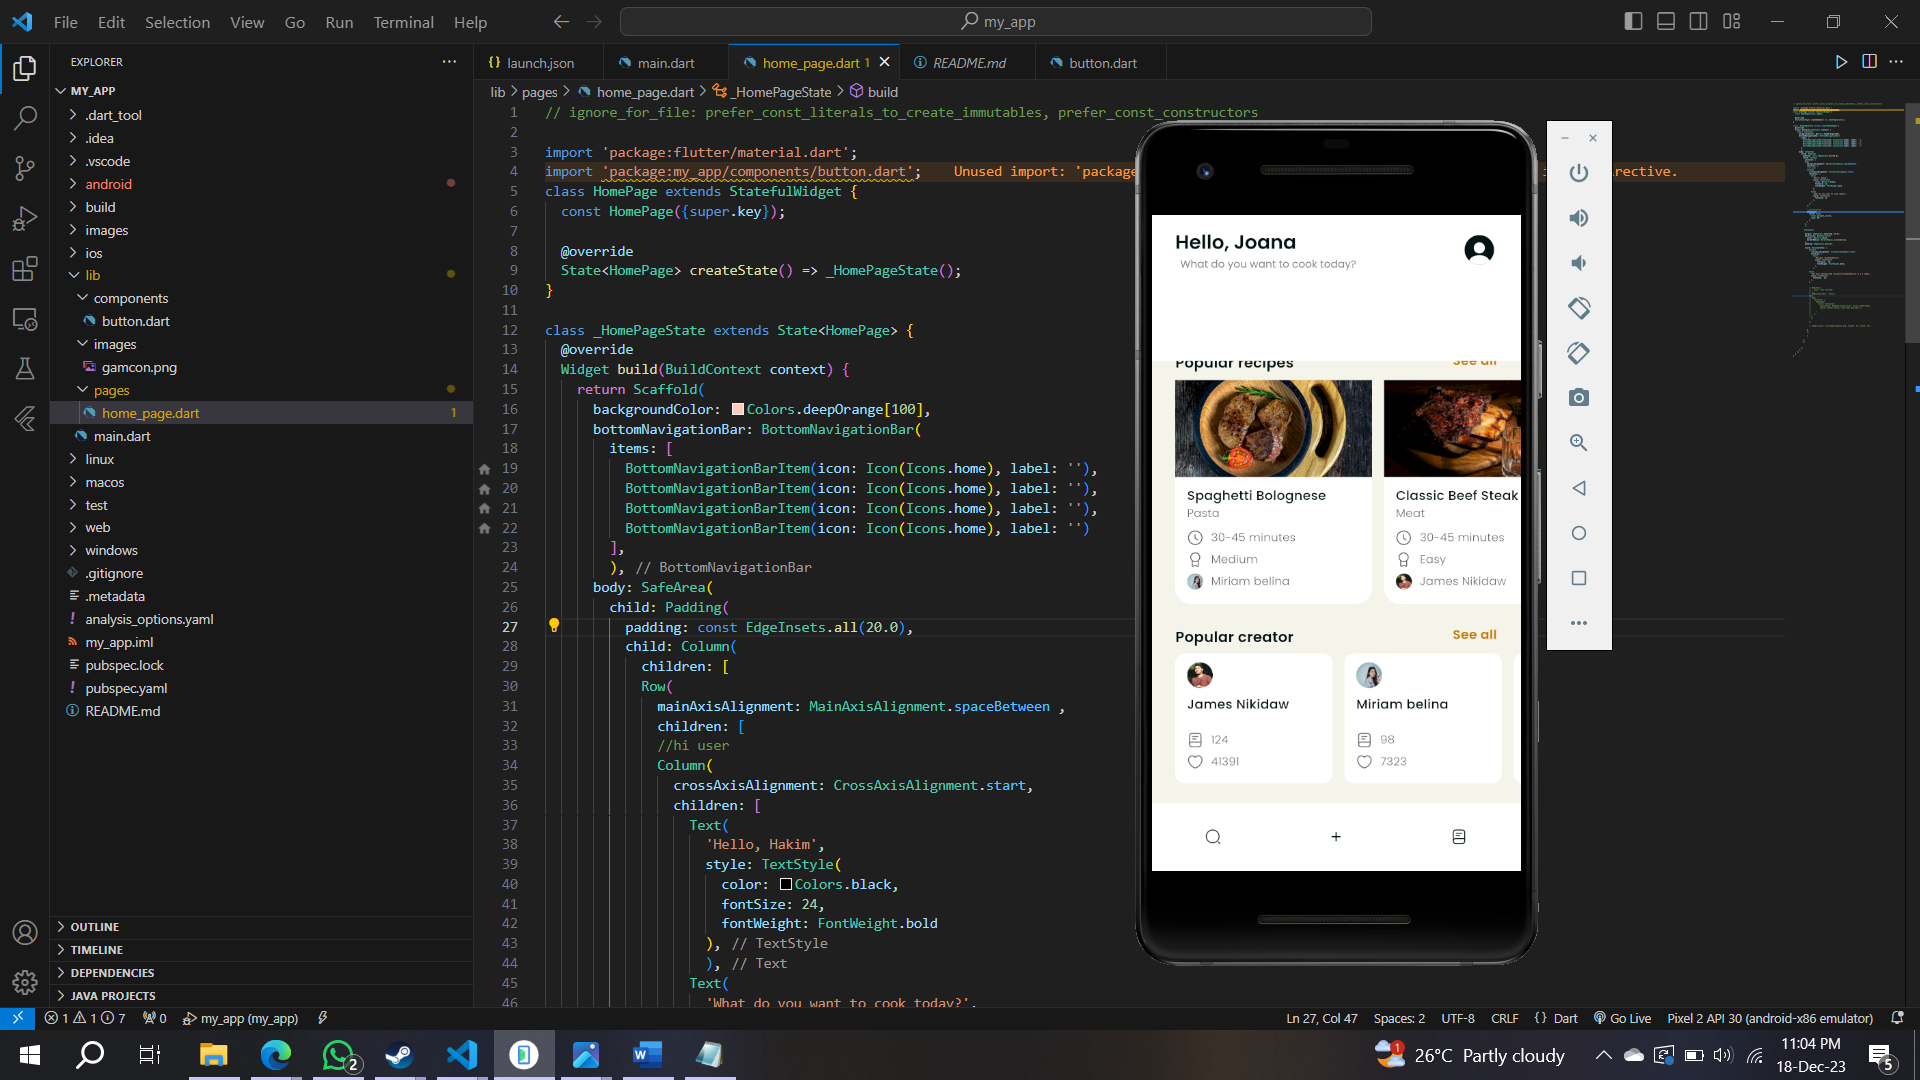 File Edit Selection View Go Run Terminal Help
my_app
EXPLORER
MY_APP
.dart_tool
.idea
.vscode
android
build
images
ios
lib
components
button.dart
images
gamcon.png
pages
home_page.dart 1
main.dart
linux
macos
test
web
windows
.gitignore
.metadata
analysis_options.yaml
my_app.iml
pubspec.lock
pubspec.yaml
README.md
OUTLINE
TIMELINE
DEPENDENCIES
JAVA PROJECTS
launch.json main.dart home_page.dart 1 README.md button.dart
lib > pages > home_page.dart > _HomePageState > build
1 // ignore_for_file: prefer_const_literals_to_create_immutables, prefer_const_constructors
2
3 import 'package:flutter/material.dart';
4 import 'package:my_app/components/button.dart'; Unused import: 'package rective.
5 class HomePage extends StatefulWidget {
6 const HomePage({super.key});
7
8 @override
9 State<HomePage> createState() => _HomePageState();
10 }
11
12 class _HomePageState extends State<HomePage> {
13 @override
14 Widget build(BuildContext context) {
15 return Scaffold(
16 backgroundColor: Colors.deepOrange[100],
17 bottomNavigationBar: BottomNavigationBar(
18 items: [
19 BottomNavigationBarItem(icon: Icon(Icons.home), label: ''),
20 BottomNavigationBarItem(icon: Icon(Icons.home), label: ''),
21 BottomNavigationBarItem(icon: Icon(Icons.home), label: ''),
22 BottomNavigationBarItem(icon: Icon(Icons.home), label: '')
23 ],
24 ), // BottomNavigationBar
25 body: SafeArea(
26 child: Padding(
27 padding: const EdgeInsets.all(20.0),
28 child: Column(
29 children: [
30 Row(
31 mainAxisAlignment: MainAxisAlignment.spaceBetween ,
32 children: [
33 //hi user
34 Column(
35 crossAxisAlignment: CrossAxisAlignment.start,
36 children: [
37 Text(
38 'Hello, Hakim',
39 style: TextStyle(
40 color: Colors.black,
41 fontSize: 24,
42 fontWeight: FontWeight.bold
43 ), // TextStyle
44 ), // Text
45 Text(
46 'What do you want to cook today?',
Hello, Joana
What do you want to cook today?
Popular recipes See all
Spaghetti Bolognese
Pasta
30-45 minutes
Medium
Miriam belina
Classic Beef Steak
Meat
30-45 minutes
Easy
James Nikidaw
Popular creator See all
James Nikidaw
124
41391
Miriam belina
98
7323
1 1 7 0 my_app (my_app)
Ln 27, Col 47 Spaces: 2 UTF-8 CRLF {} Dart Go Live Pixel 2 API 30 (android-x86 emulator)
2
1 26°C Partly cloudy
11:04 PM
18-Dec-23
5